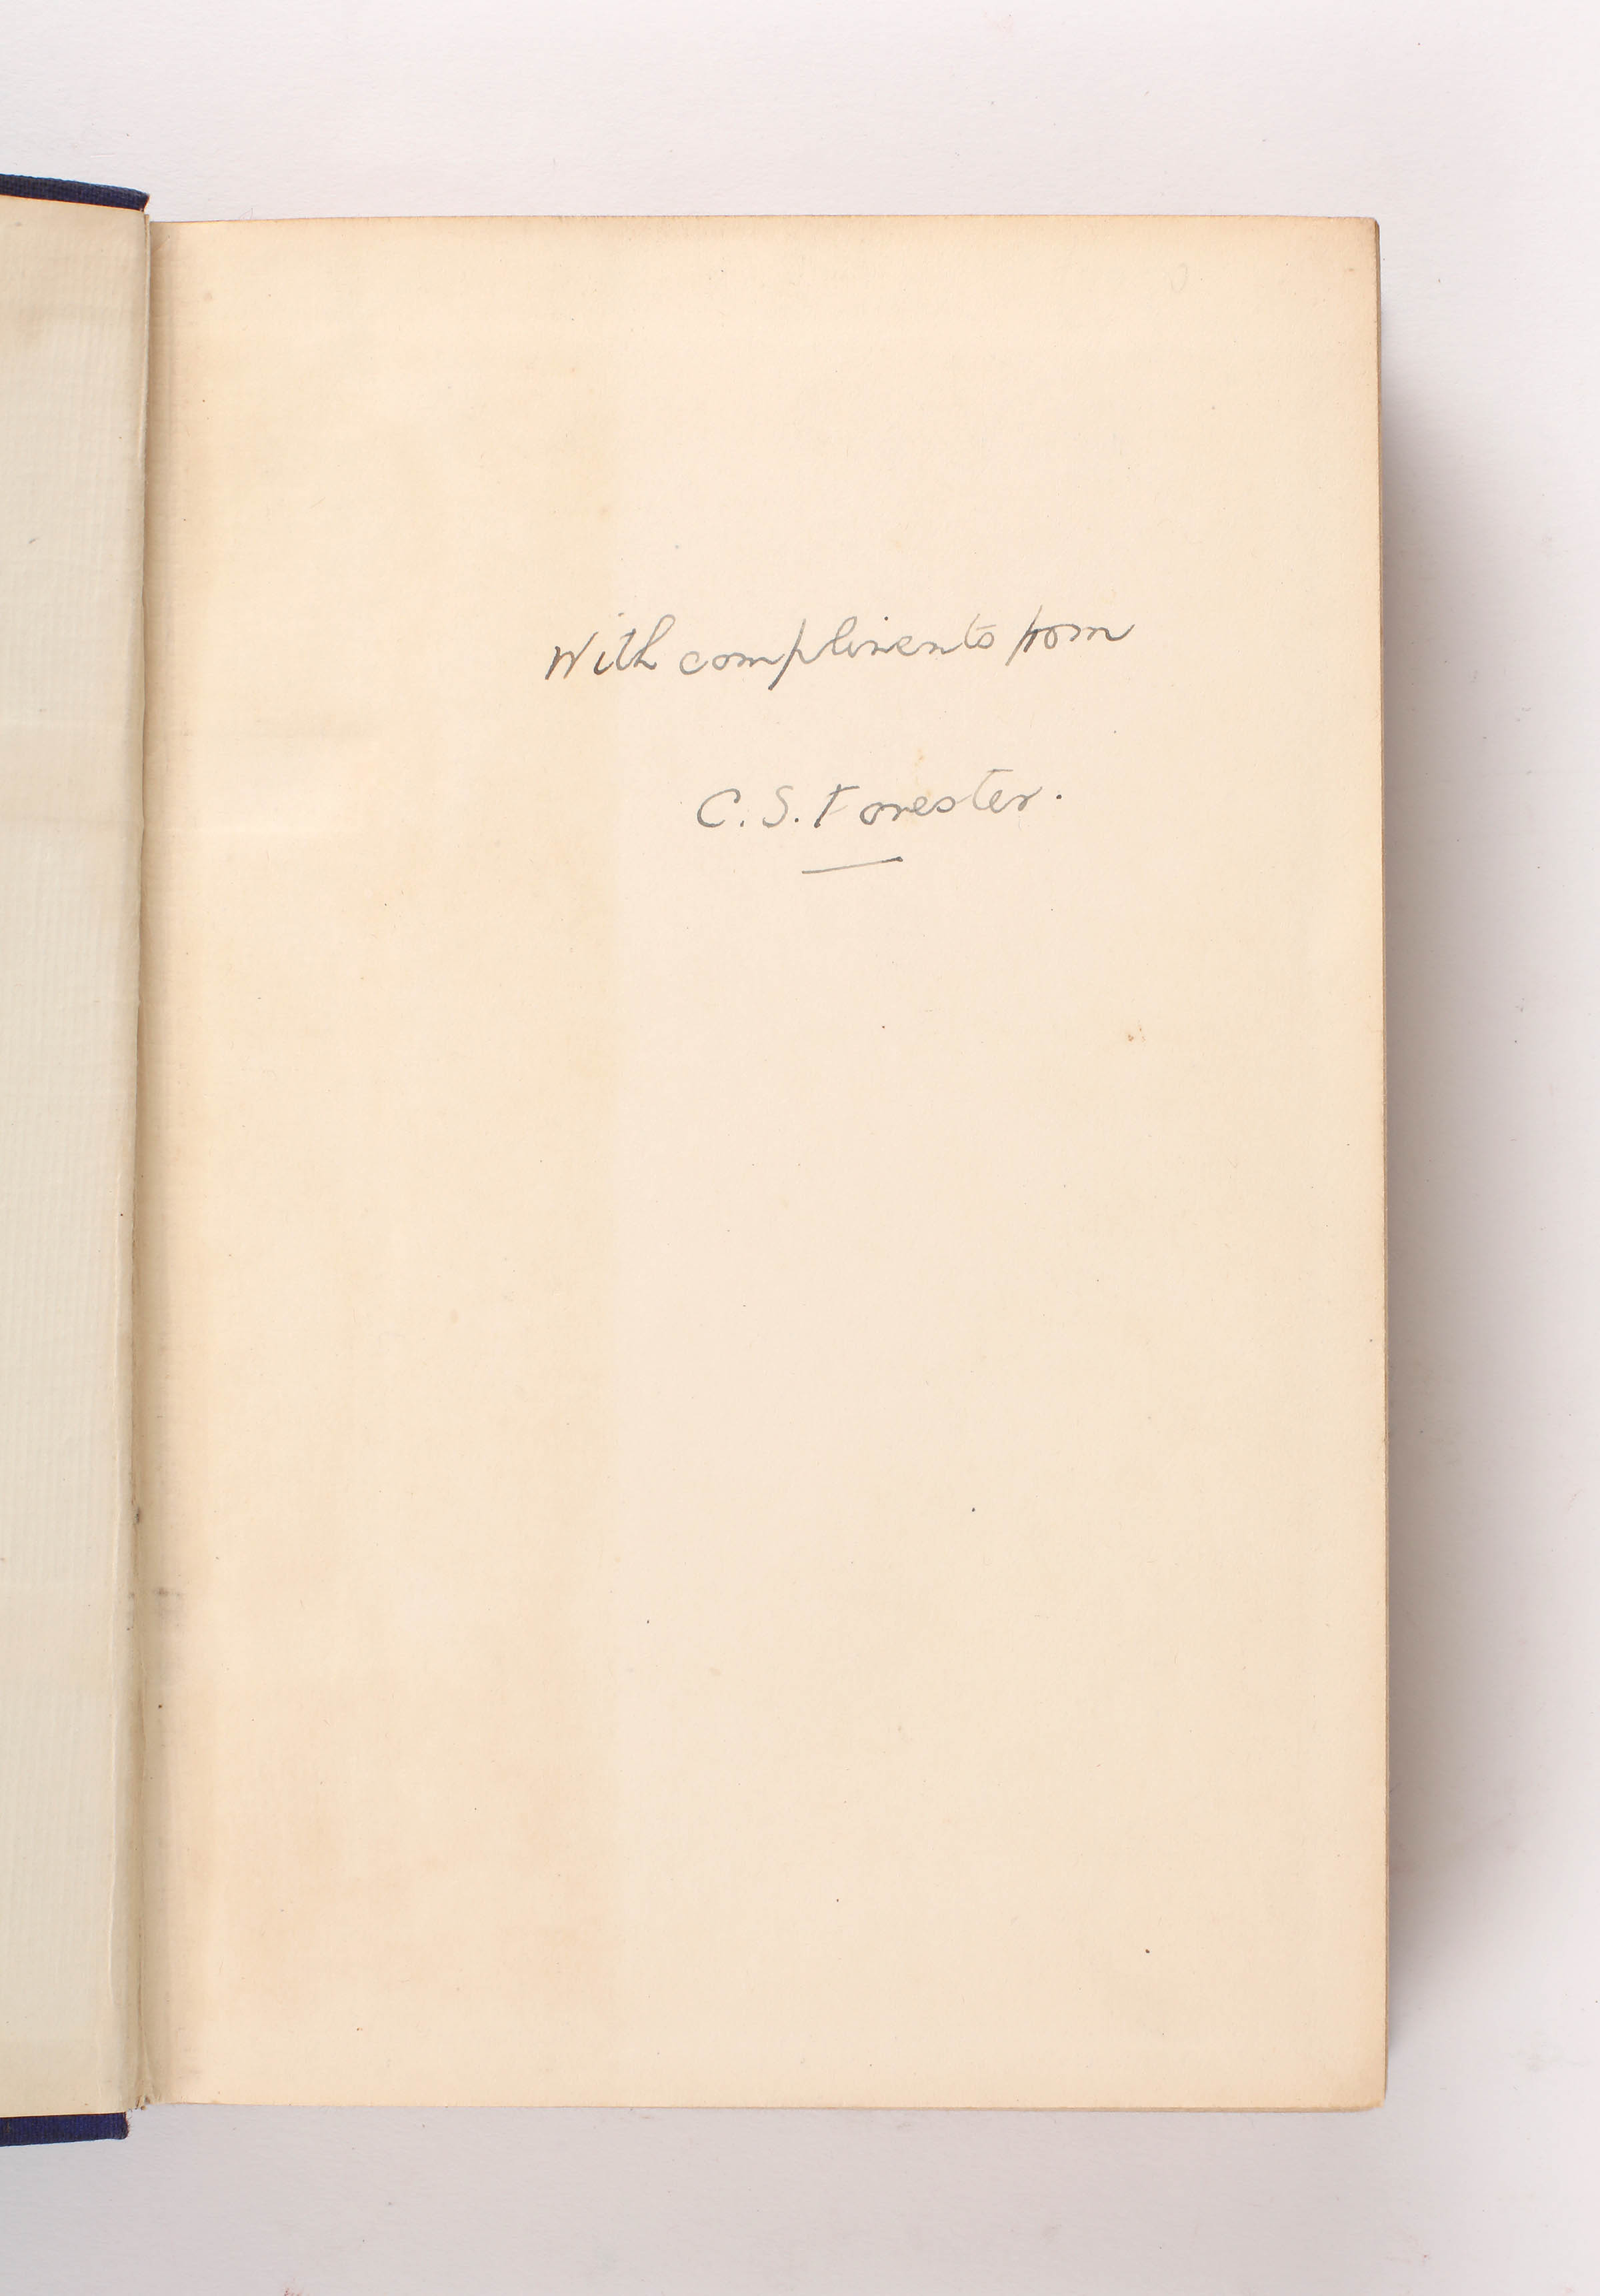 With compliments from
C. S. Forester.